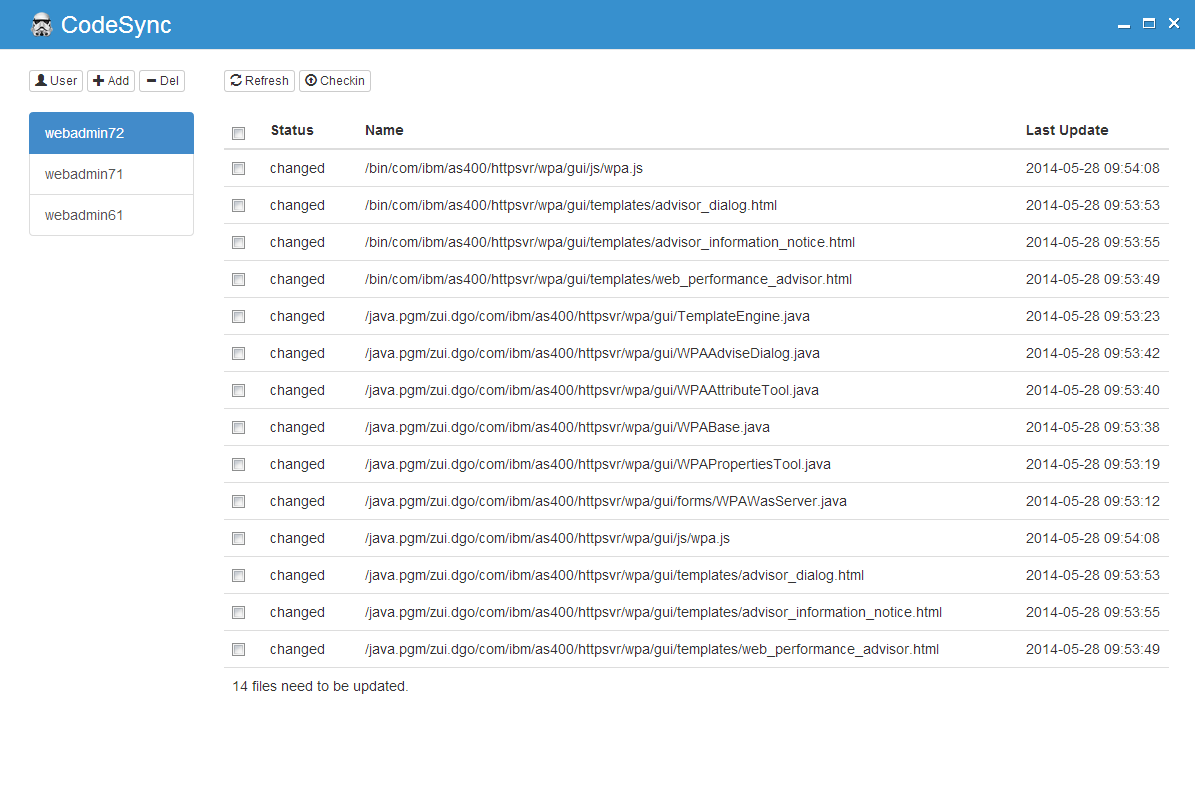 CodeSync
User Add Del Refresh Checkin
webadmin72
webadmin71
webadmin61
Status Name Last Update
changed /bin/com/ibm/as400/httpsvr/wpa/gui/js/wpa.js 2014-05-28 09:54:08
changed /bin/com/ibm/as400/httpsvr/wpa/gui/templates/advisor_dialog.html 2014-05-28 09:53:53
changed /bin/com/ibm/as400/httpsvr/wpa/gui/templates/advisor_information_notice.html 2014-05-28 09:53:55
changed /bin/com/ibm/as400/httpsvr/wpa/gui/templates/web_performance_advisor.html 2014-05-28 09:53:49
changed /java.pgm/zui.dgo/com/ibm/as400/httpsvr/wpa/gui/TemplateEngine.java 2014-05-28 09:53:23
changed /java.pgm/zui.dgo/com/ibm/as400/httpsvr/wpa/gui/WPAAdviseDialog.java 2014-05-28 09:53:42
changed /java.pgm/zui.dgo/com/ibm/as400/httpsvr/wpa/gui/WPAAttributeTool.java 2014-05-28 09:53:40
changed /java.pgm/zui.dgo/com/ibm/as400/httpsvr/wpa/gui/WPABase.java 2014-05-28 09:53:38
changed /java.pgm/zui.dgo/com/ibm/as400/httpsvr/wpa/gui/WPAPropertiesTool.java 2014-05-28 09:53:19
changed /java.pgm/zui.dgo/com/ibm/as400/httpsvr/wpa/gui/forms/WPAWasServer.java 2014-05-28 09:53:12
changed /java.pgm/zui.dgo/com/ibm/as400/httpsvr/wpa/gui/js/wpa.js 2014-05-28 09:54:08
changed /java.pgm/zui.dgo/com/ibm/as400/httpsvr/wpa/gui/templates/advisor_dialog.html 2014-05-28 09:53:53
changed /java.pgm/zui.dgo/com/ibm/as400/httpsvr/wpa/gui/templates/advisor_information_notice.html 2014-05-28 09:53:55
changed /java.pgm/zui.dgo/com/ibm/as400/httpsvr/wpa/gui/templates/web_performance_advisor.html 2014-05-28 09:53:49
14 files need to be updated.